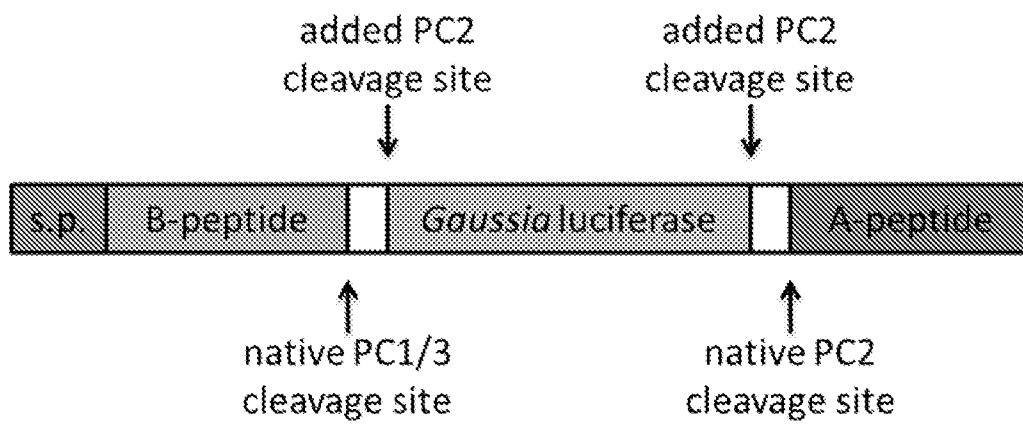 added PC2
cleavage site
added PC2
cleavage site
s.p.
B-peptide
Gaussia luciferase
A-peptide
native PC1/3
cleavage site
native PC2
cleavage site